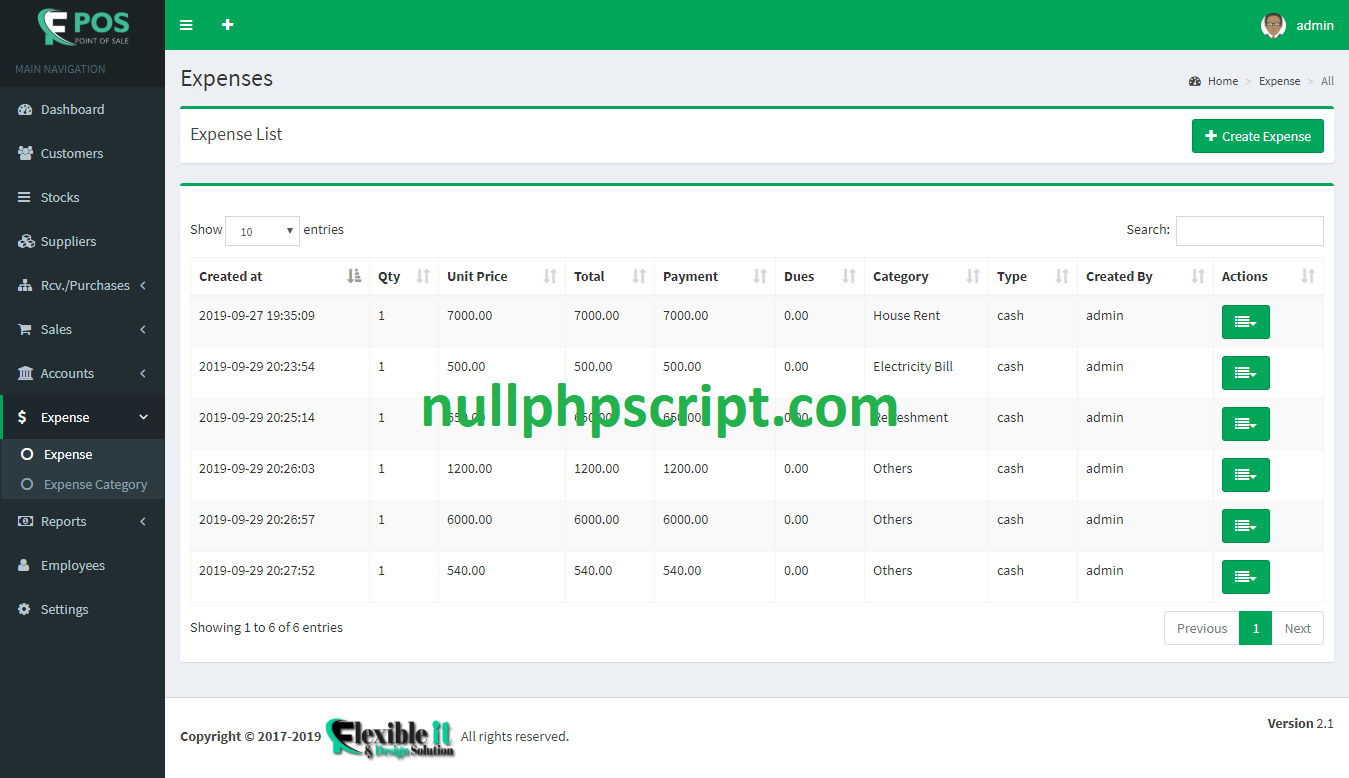 POS
POINT OF SALE
admin
MAIN NAVIGATION
Dashboard
Customers
Stocks
Suppliers
Rcv./Purchases
Sales
Accounts
Expense
Expense
Expense Category
Reports
Employees
Settings
Expenses
Home > Expense > All
Expense List
Create Expense
Show 10 entries
Search:
Created at Qty Unit Price Total Payment Dues Category Type Created By Actions
2019-09-27 19:35:09 1 7000.00 7000.00 7000.00 0.00 House Rent cash admin
2019-09-29 20:23:54 1 500.00 500.00 500.00 0.00 Electricity Bill cash admin
2019-09-29 20:25:14 1 650.00 650.00 650.00 0.00 Refreshment cash admin
nullphpscript.com
2019-09-29 20:26:03 1 1200.00 1200.00 1200.00 0.00 Others cash admin
2019-09-29 20:26:57 1 6000.00 6000.00 6000.00 0.00 Others cash admin
2019-09-29 20:27:52 1 540.00 540.00 540.00 0.00 Others cash admin
Showing 1 to 6 of 6 entries
Previous 1 Next
Copyright © 2017-2019 Flexible it & Design Solution All rights reserved.
Version 2.1